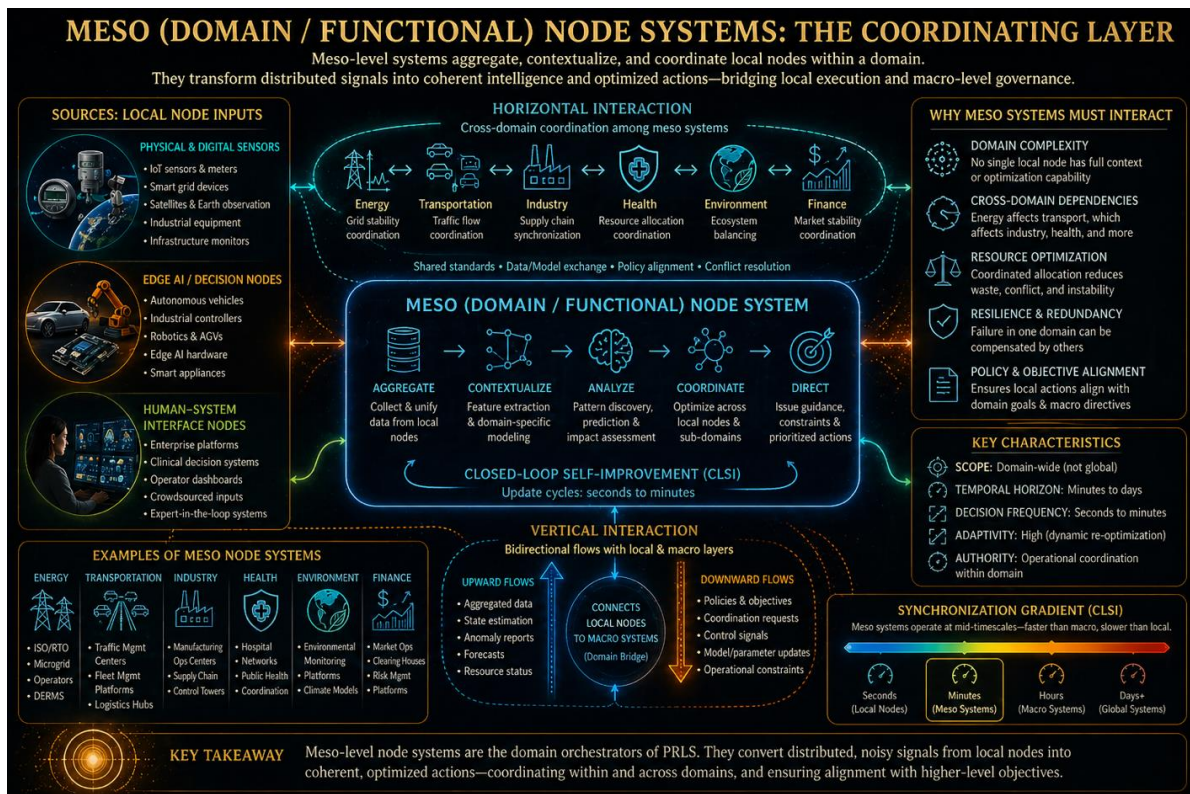 MESO (DOMAIN / FUNCTIONAL) NODE SYSTEMS: THE COORDINATING LAYER
Meso-level systems aggregate, contextualize, and coordinate local nodes within a domain.
They transform distributed signals into coherent intelligence and optimized actions—bridging local execution and macro-level governance.
SOURCES: LOCAL NODE INPUTS
PHYSICAL & DIGITAL SENSORS
• IoT sensors & meters
• Smart grid devices
• Satellites & Earth observation
• Industrial equipment
• Infrastructure monitors
EDGE AI / DECISION NODES
• Autonomous vehicles
• Industrial controllers
• Robotics & AGVs
• Edge AI hardware
• Smart appliances
HUMAN–SYSTEM
INTERFACE NODES
• Enterprise platforms
• Clinical decision systems
• Operator dashboards
• Crowdsourced inputs
• Expert-in-the-loop systems
HORIZONTAL INTERACTION
Cross-domain coordination among meso systems
Energy
Grid stability
coordination
Transportation
Traffic flow
coordination
Industry
Supply chain
synchronization
Health
Resource allocation
coordination
Environment
Ecosystem
balancing
Finance
Market stability
coordination
Shared standards • Data/Model exchange • Policy alignment • Conflict resolution
MESO (DOMAIN / FUNCTIONAL) NODE SYSTEM
AGGREGATE
Collect & unify
data from local
nodes
CONTEXTUALIZE
Feature extraction
& domain-specific
modeling
ANALYZE
Pattern discovery,
prediction &
impact assessment
COORDINATE
Optimize across
local nodes &
sub-domains
DIRECT
Issue guidance,
constraints &
prioritized actions
CLOSED-LOOP SELF-IMPROVEMENT (CLSI)
Update cycles: seconds to minutes
WHY MESO SYSTEMS MUST INTERACT
DOMAIN COMPLEXITY
No single local node has full context
or optimization capability
CROSS-DOMAIN DEPENDENCIES
Energy affects transport, which
affects industry, health, and more
RESOURCE OPTIMIZATION
Coordinated allocation reduces
waste, conflict, and instability
RESILIENCE & REDUNDANCY
Failure in one domain can be
compensated by others
POLICY & OBJECTIVE ALIGNMENT
Ensures local actions align with
domain goals & macro directives
KEY CHARACTERISTICS
SCOPE: Domain-wide (not global)
TEMPORAL HORIZON: Minutes to days
DECISION FREQUENCY: Seconds to minutes
ADAPTIVITY: High (dynamic re-optimization)
AUTHORITY: Operational coordination
within domain
EXAMPLES OF MESO NODE SYSTEMS
ENERGY
• ISO/RTO
• Microgrid
• Operators
• DERMS
TRANSPORTATION
• Traffic Mgmt
Centers
• Fleet Mgmt
Platforms
• Logistics Hubs
INDUSTRY
• Manufacturing
Ops Centers
• Supply Chain
• Control Towers
HEALTH
• Hospital
• Networks
• Public Health
• Coordination
ENVIRONMENT
• Environmental
Monitoring
• Platforms
• Climate Models
FINANCE
• Market Ops
• Clearing Houses
• Risk Mgmt
• Platforms
VERTICAL INTERACTION
Bidirectional flows with local & macro layers
UPWARD FLOWS
• Aggregated data
• State estimation
• Anomaly reports
• Forecasts
• Resource status
CONNECTS
LOCAL NODES
TO MACRO SYSTEMS
(Domain Bridge)
DOWNWARD FLOWS
• Policies & objectives
• Coordination requests
• Control signals
• Model/parameter updates
• Operational constraints
SYNCHRONIZATION GRADIENT (CLSI)
Meso systems operate at mid-timescales—faster than macro, slower than local.
Seconds
(Local Nodes)
Minutes
(Meso Systems)
Hours
(Macro Systems)
Days+
(Global Systems)
KEY TAKEAWAY
Meso-level node systems are the domain orchestrators of PRLS. They convert distributed, noisy signals from local nodes into
coherent, optimized actions—coordinating within and across domains, and ensuring alignment with higher-level objectives.